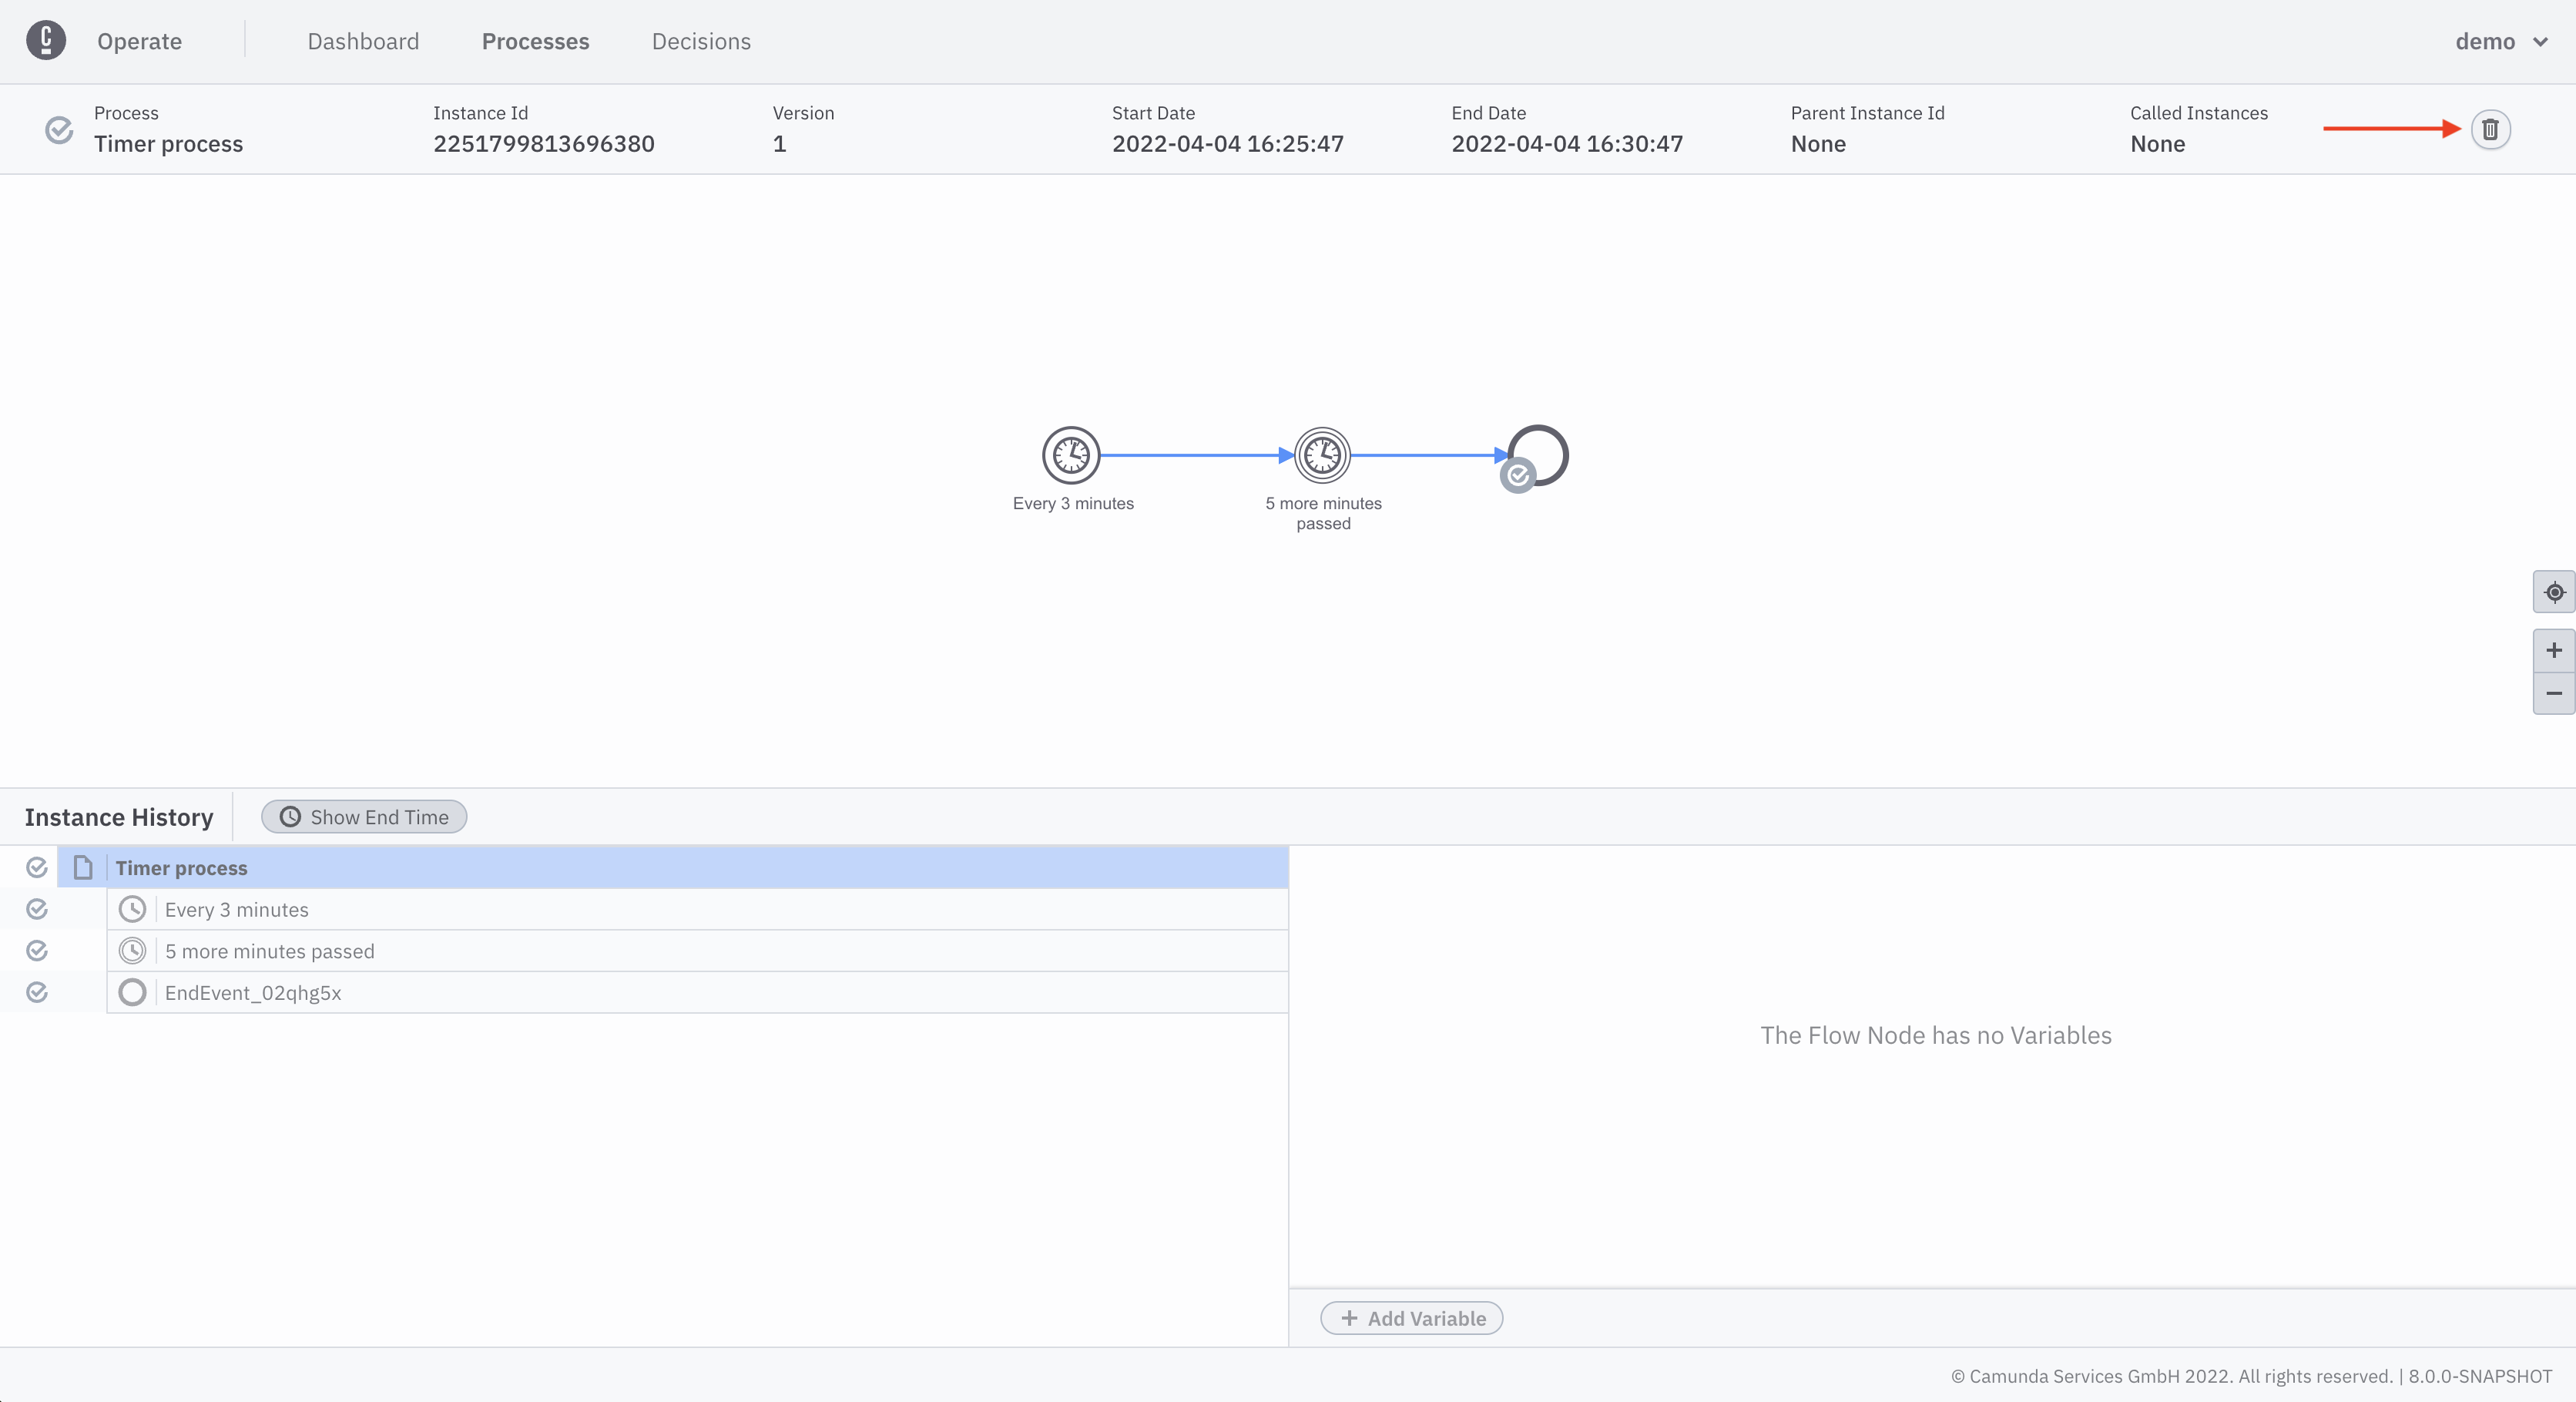 Operate
Dashboard
Processes
Decisions
demo
Process
Timer process
Instance Id
2251799813696380
Version
1
Start Date
2022-04-04 16:25:47
End Date
2022-04-04 16:30:47
Parent Instance Id
None
Called Instances
None
Every 3 minutes
5 more minutes
passed
Instance History
Show End Time
Timer process
Every 3 minutes
5 more minutes passed
EndEvent_02qhg5x
The Flow Node has no Variables
+ Add Variable
© Camunda Services GmbH 2022. All rights reserved. | 8.0.0-SNAPSHOT